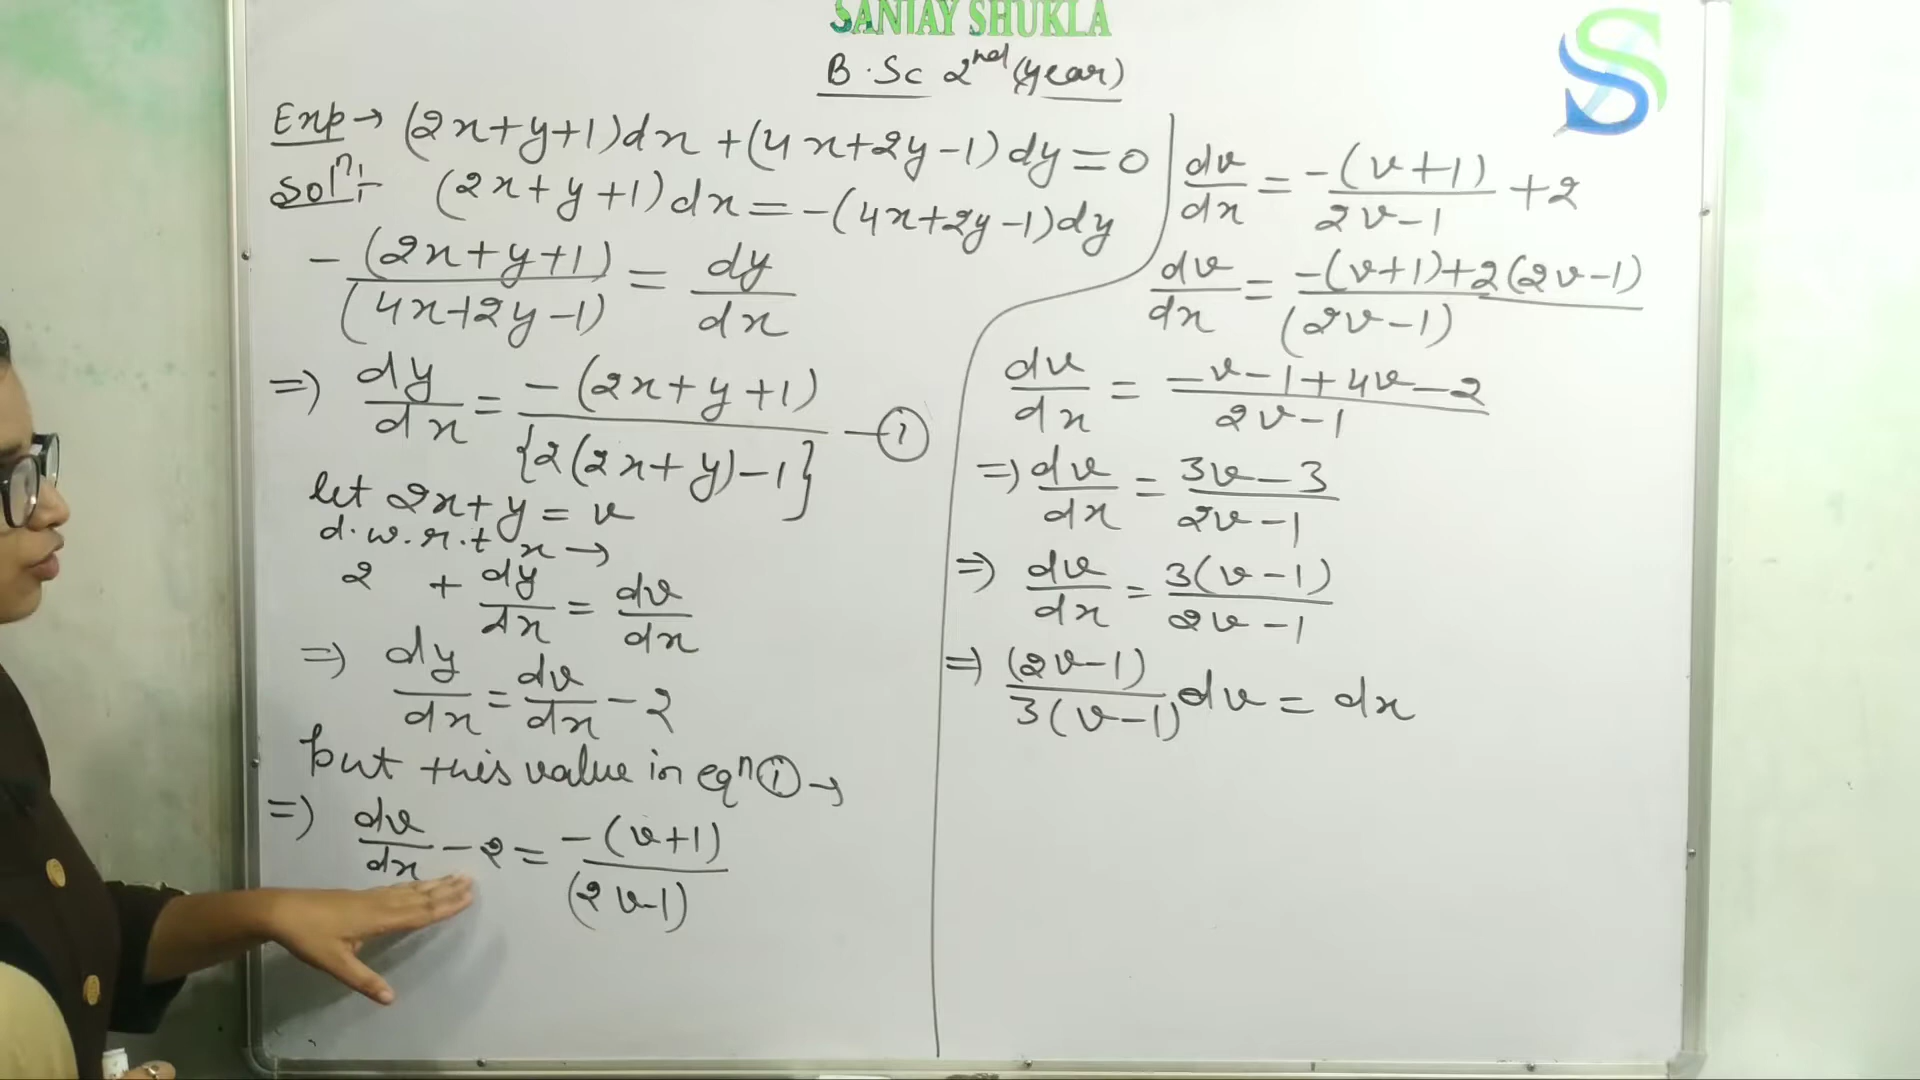 SANJAY SHUKLA
B.Sc 2nd (year)
Exp → (2x+y+1)dx + (4x+2y-1)dy = 0
Solⁿ:- (2x+y+1)dx = -(4x+2y-1)dy
-(2x+y+1)/(4x+2y-1) = dy/dx
=> dy/dx = -(2x+y+1)/{2(2x+y)-1} —①
let 2x+y = v
d.w.r.t x →
2 + dy/dx = dv/dx
=> dy/dx = dv/dx - 2
put this value in eqⁿ ① →
=> dv/dx - 2 = -(v+1)/(2v-1)
dv/dx = -(v+1)/2v-1 + 2
dv/dx = -(v+1)+2(2v-1)/(2v-1)
dv/dx = -v-1+4v-2/2v-1
=> dv/dx = 3v-3/2v-1
=> dv/dx = 3(v-1)/2v-1
=> (2v-1)/3(v-1) dv = dx